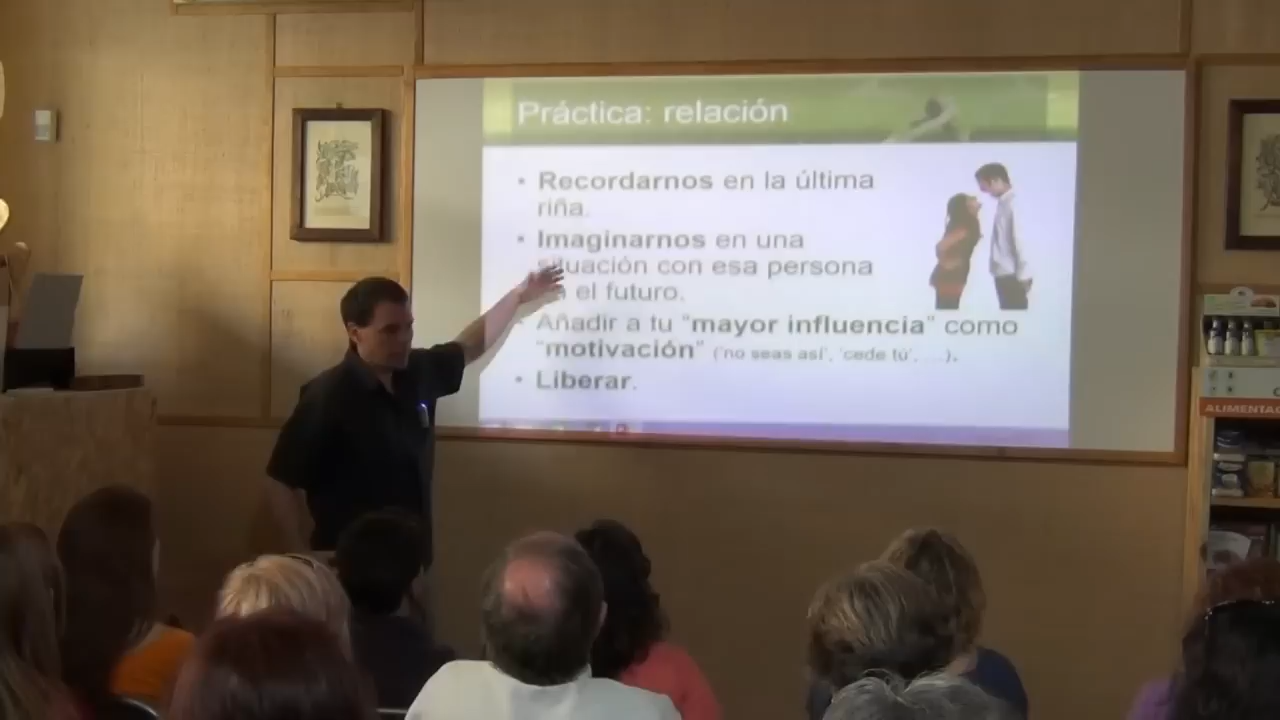 Práctica: relación
• Recordarnos en la última
riña.
• Imaginarnos en una
situación con esa persona
el futuro.
• Añadir a tu "mayor influencia" como
"motivación" ('no seas así', 'cede tú', ...).
• Liberar.